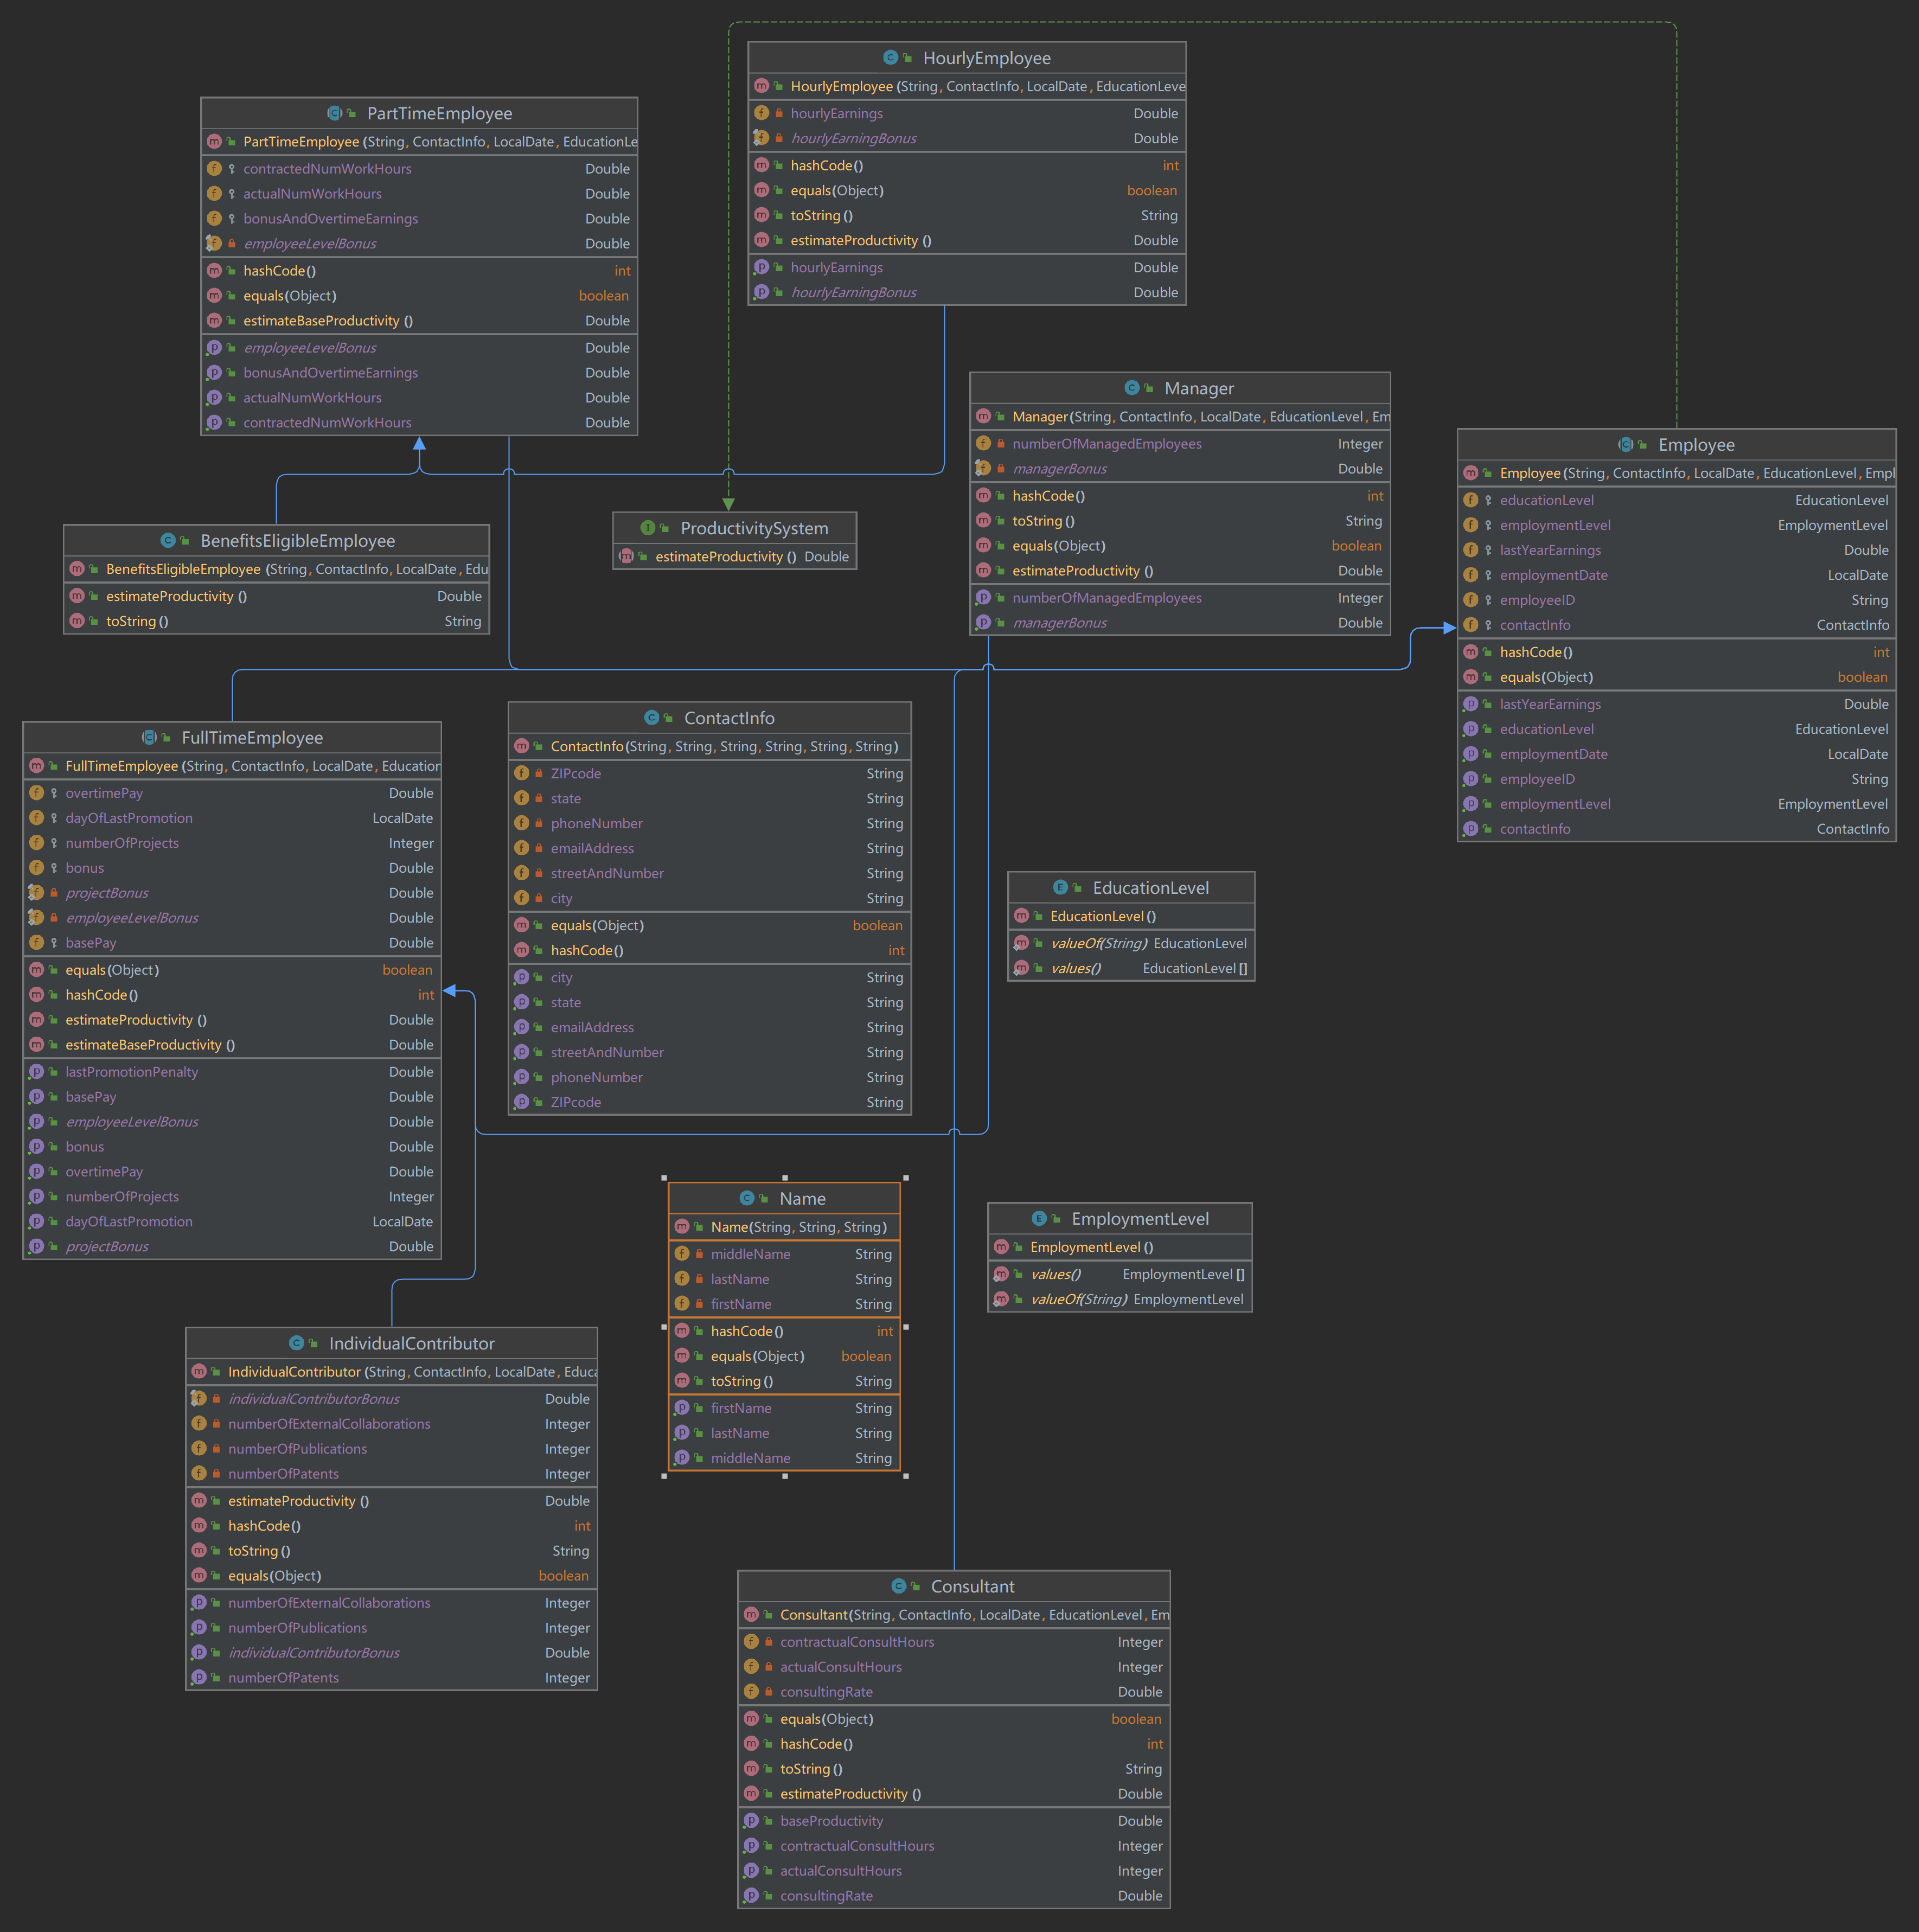 HourlyEmployee
HourlyEmployee (String, ContactInfo, LocalDate, EducationLeve
hourlyEarnings Double
hourlyEarningBonus Double
hashCode() int
equals(Object) boolean
toString() String
estimateProductivity () Double
hourlyEarnings Double
hourlyEarningBonus Double
PartTimeEmployee
PartTimeEmployee (String, ContactInfo, LocalDate, EducationLe
contractedNumWorkHours Double
actualNumWorkHours Double
bonusAndOvertimeEarnings Double
employeeLevelBonus Double
hashCode() int
equals(Object) boolean
estimateBaseProductivity () Double
employeeLevelBonus Double
bonusAndOvertimeEarnings Double
actualNumWorkHours Double
contractedNumWorkHours Double
Manager
Manager(String, ContactInfo, LocalDate, EducationLevel, Em
numberOfManagedEmployees Integer
managerBonus Double
hashCode() int
toString() String
equals(Object) boolean
estimateProductivity () Double
numberOfManagedEmployees Integer
managerBonus Double
Employee
Employee(String, ContactInfo, LocalDate, EducationLevel, Empl
educationLevel EducationLevel
employmentLevel EmploymentLevel
lastYearEarnings Double
employmentDate LocalDate
employeeID String
contactInfo ContactInfo
hashCode() int
equals(Object) boolean
lastYearEarnings Double
educationLevel EducationLevel
employmentDate LocalDate
employeeID String
employmentLevel EmploymentLevel
contactInfo ContactInfo
ProductivitySystem
estimateProductivity () Double
BenefitsEligibleEmployee
BenefitsEligibleEmployee (String, ContactInfo, LocalDate, Edu
estimateProductivity () Double
toString() String
FullTimeEmployee
FullTimeEmployee (String, ContactInfo, LocalDate, Education
overtimePay Double
dayOfLastPromotion LocalDate
numberOfProjects Integer
bonus Double
projectBonus Double
employeeLevelBonus Double
basePay Double
equals(Object) boolean
hashCode() int
estimateProductivity () Double
estimateBaseProductivity () Double
lastPromotionPenalty Double
basePay Double
employeeLevelBonus Double
bonus Double
overtimePay Double
numberOfProjects Integer
dayOfLastPromotion LocalDate
projectBonus Double
ContactInfo
ContactInfo(String, String, String, String, String, String)
ZIPcode String
state String
phoneNumber String
emailAddress String
streetAndNumber String
city String
equals(Object) boolean
hashCode() int
city String
state String
emailAddress String
streetAndNumber String
phoneNumber String
ZIPcode String
EducationLevel
EducationLevel()
valueOf(String) EducationLevel
values() EducationLevel[]
Name
Name(String, String, String)
middleName String
lastName String
firstName String
hashCode() int
equals(Object) boolean
toString() String
firstName String
lastName String
middleName String
EmploymentLevel
EmploymentLevel()
values() EmploymentLevel[]
valueOf(String) EmploymentLevel
IndividualContributor
IndividualContributor (String, ContactInfo, LocalDate, Educa
individualContributorBonus Double
numberOfExternalCollaborations Integer
numberOfPublications Integer
numberOfPatents Integer
estimateProductivity () Double
hashCode() int
toString() String
equals(Object) boolean
numberOfExternalCollaborations Integer
numberOfPublications Integer
individualContributorBonus Double
numberOfPatents Integer
Consultant
Consultant(String, ContactInfo, LocalDate, EducationLevel, Em
contractualConsultHours Integer
actualConsultHours Integer
consultingRate Double
equals(Object) boolean
hashCode() int
toString() String
estimateProductivity () Double
baseProductivity Double
contractualConsultHours Integer
actualConsultHours Integer
consultingRate Double